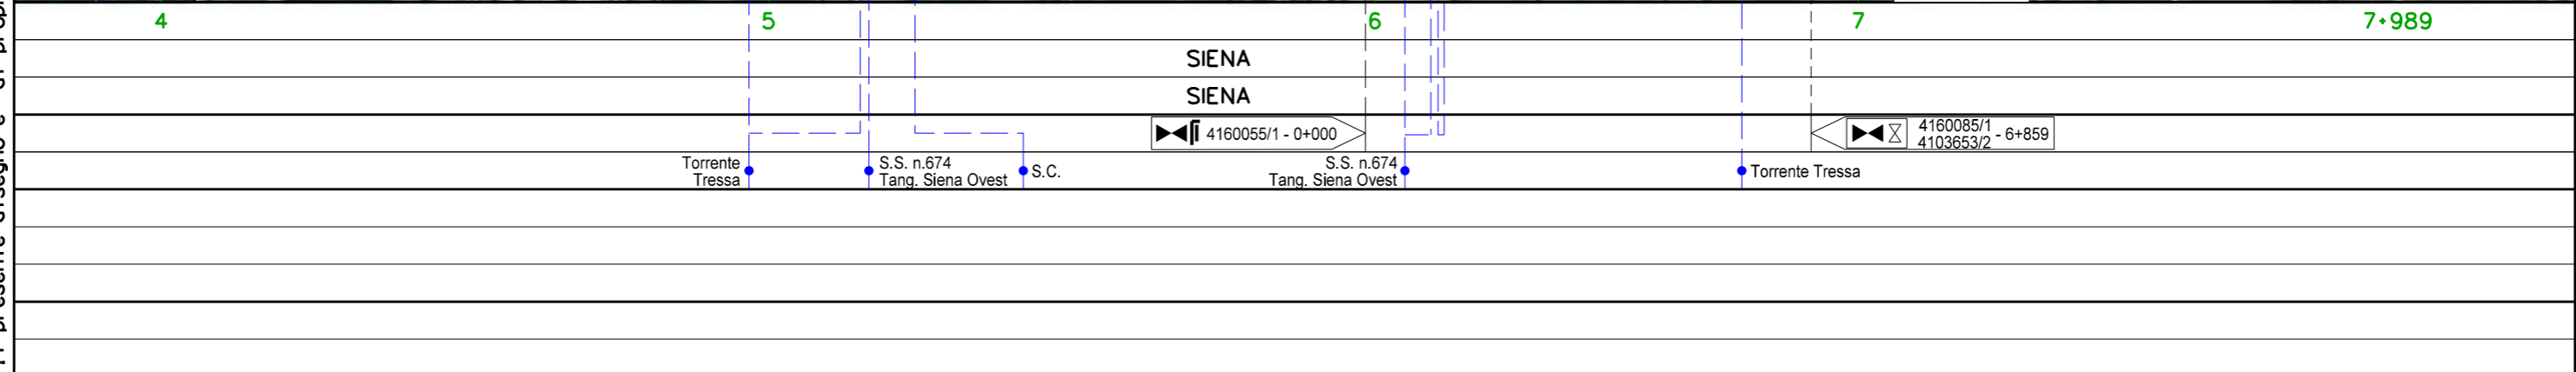 4 5 6 7 7+989
SIENA
SIENA
4160055/1 - 0+000
4160085/1
4103653/2 - 6+859
Torrente
Tressa
S.S. n.674
Tang. Siena Ovest
S.C.
S.S. n.674
Tang. Siena Ovest
Torrente Tressa